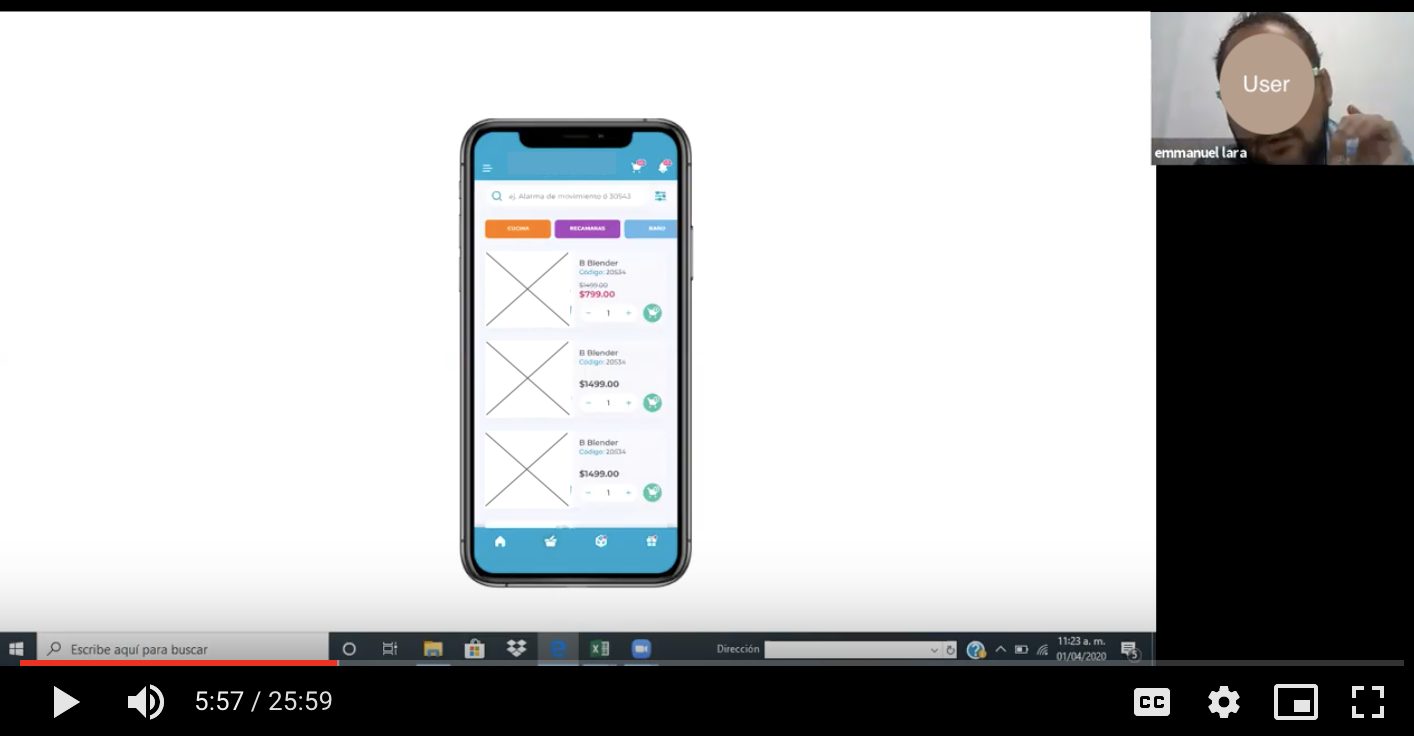 User
emmanuel lara
ej. Alarma de movimiento ó 30543
COCINA
RECAMARAS
BAÑO
B Blender
Código: 20534
$1499.00
$799.00
- 1 +
B Blender
Código: 20534
$1499.00
- 1 +
B Blender
Código: 20534
$1499.00
- 1 +
Escribe aquí para buscar
Dirección
11:23 a. m.
01/04/2020
5
5:57 / 25:59
CC